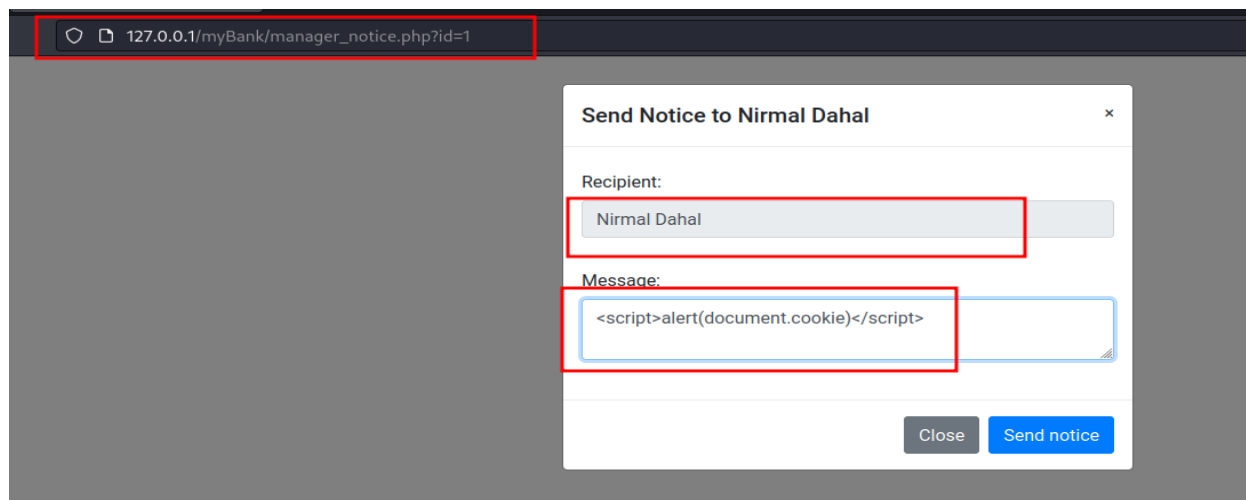 127.0.0.1/myBank/manager_notice.php?id=1
Send Notice to Nirmal Dahal ×
Recipient:
Nirmal Dahal
Message:
<script>alert(document.cookie)</script>
Close Send notice